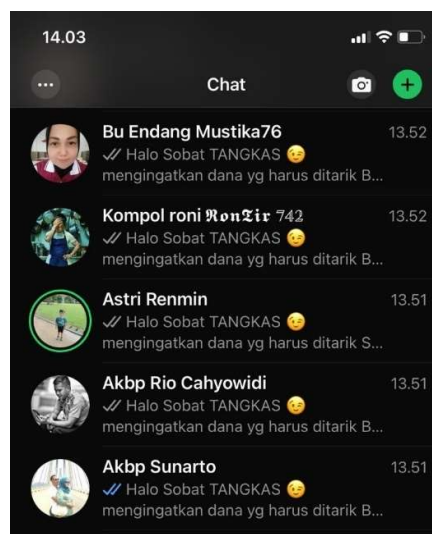 14.03
Chat
Bu Endang Mustika76 13.52
Halo Sobat TANGKAS 😉
mengingatkan dana yg harus ditarik B...
Kompol roni 𝕽𝖔𝖓𝕿𝖎𝖗 𝟟𝟜𝟚 13.52
Halo Sobat TANGKAS 😉
mengingatkan dana yg harus ditarik B...
Astri Renmin 13.51
Halo Sobat TANGKAS 😉
mengingatkan dana yg harus ditarik S...
Akbp Rio Cahyowidi 13.51
Halo Sobat TANGKAS 😉
mengingatkan dana yg harus ditarik B...
Akbp Sunarto 13.51
Halo Sobat TANGKAS 😉
mengingatkan dana yg harus ditarik B...